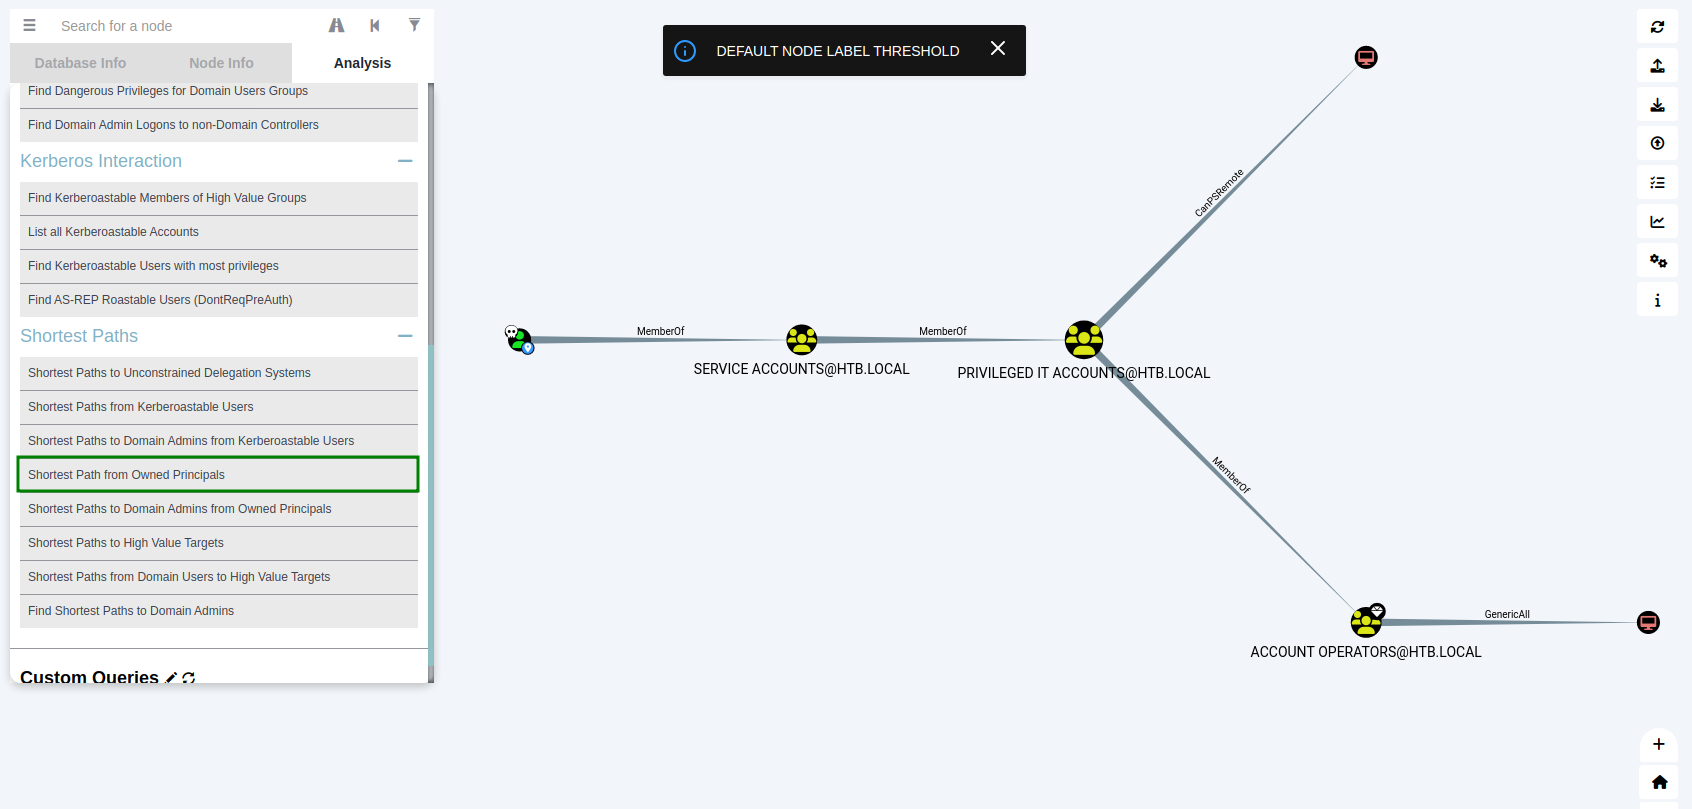 Search for a node
Database Info
Node Info
Analysis
Find Dangerous Privileges for Domain Users Groups
Find Domain Admin Logons to non-Domain Controllers
Kerberos Interaction
Find Kerberoastable Members of High Value Groups
List all Kerberoastable Accounts
Find Kerberoastable Users with most privileges
Find AS-REP Roastable Users (DontReqPreAuth)
Shortest Paths
Shortest Paths to Unconstrained Delegation Systems
Shortest Paths from Kerberoastable Users
Shortest Paths to Domain Admins from Kerberoastable Users
Shortest Path from Owned Principals
Shortest Paths to Domain Admins from Owned Principals
Shortest Paths to High Value Targets
Shortest Paths from Domain Users to High Value Targets
Find Shortest Paths to Domain Admins
Custom Queries
DEFAULT NODE LABEL THRESHOLD
CanPSRemote
MemberOf
MemberOf
SERVICE ACCOUNTS@HTB.LOCAL
PRIVILEGED IT ACCOUNTS@HTB.LOCAL
MemberOf
GenericAll
ACCOUNT OPERATORS@HTB.LOCAL